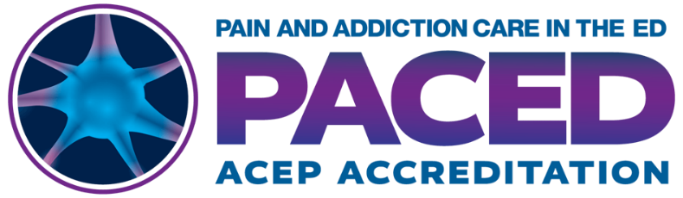 PAIN AND ADDICTION CARE IN THE ED
PACED
ACEP ACCREDITATION